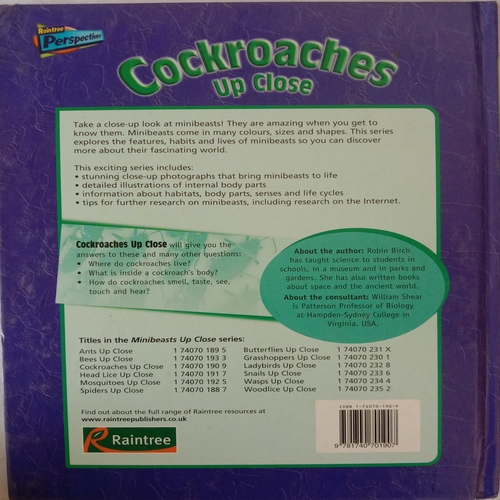 Raintree
Perspectives
Cockroaches
Up Close
Take a close-up look at minibeasts! They are amazing when you get to
know them. Minibeasts come in many colours, sizes and shapes. This series
explores the features, habits and lives of minibeasts so you can discover
more about their fascinating world.
This exciting series includes:
• stunning close-up photographs that bring minibeasts to life
• detailed illustrations of internal body parts
• information about habitats, body parts, senses and life cycles
• tips for further research on minibeasts, including research on the Internet.
Cockroaches Up Close will give you the
answers to these and many other questions:
• Where do cockroaches live?
• What is inside a cockroach's body?
• How do cockroaches smell, taste, see,
touch and hear?
About the author: Robin Birch
has taught science to students in
schools, in a museum and in parks and
gardens. She has also written books
about space and the ancient world.
About the consultant: William Shear
is Patterson Professor of Biology
at Hampden-Sydney College in
Virginia, USA.
Titles in the Minibeasts Up Close series:
Ants Up Close 1 74070 189 5
Bees Up Close 1 74070 193 3
Cockroaches Up Close 1 74070 190 9
Head Lice Up Close 1 74070 191 7
Mosquitoes Up Close 1 74070 192 5
Spiders Up Close 1 74070 188 7
Butterflies Up Close 1 74070 231 X
Grasshoppers Up Close 1 74070 230 1
Ladybirds Up Close 1 74070 232 8
Snails Up Close 1 74070 233 6
Wasps Up Close 1 74070 234 4
Woodlice Up Close 1 74070 235 2
Find out about the full range of Raintree resources at
www.raintreepublishers.co.uk
Raintree
ISBN 1-74070-190-9
9 781740 701907